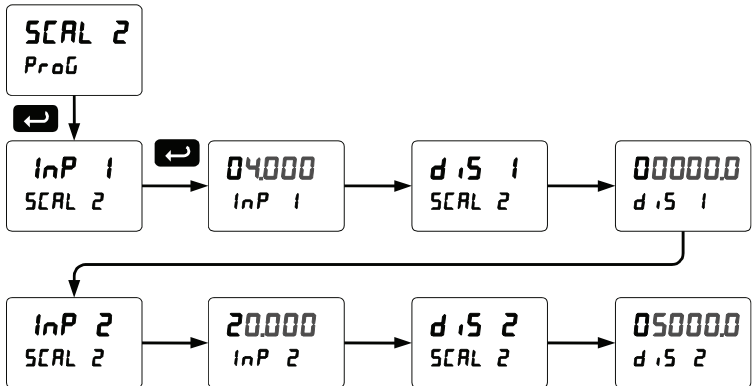 SCAL 2
ProG
InP 1
SCAL 2
04.000
InP 1
diS 1
SCAL 2
00000.0
diS 1
InP 2
SCAL 2
20.000
InP 2
diS 2
SCAL 2
05000.0
diS 2